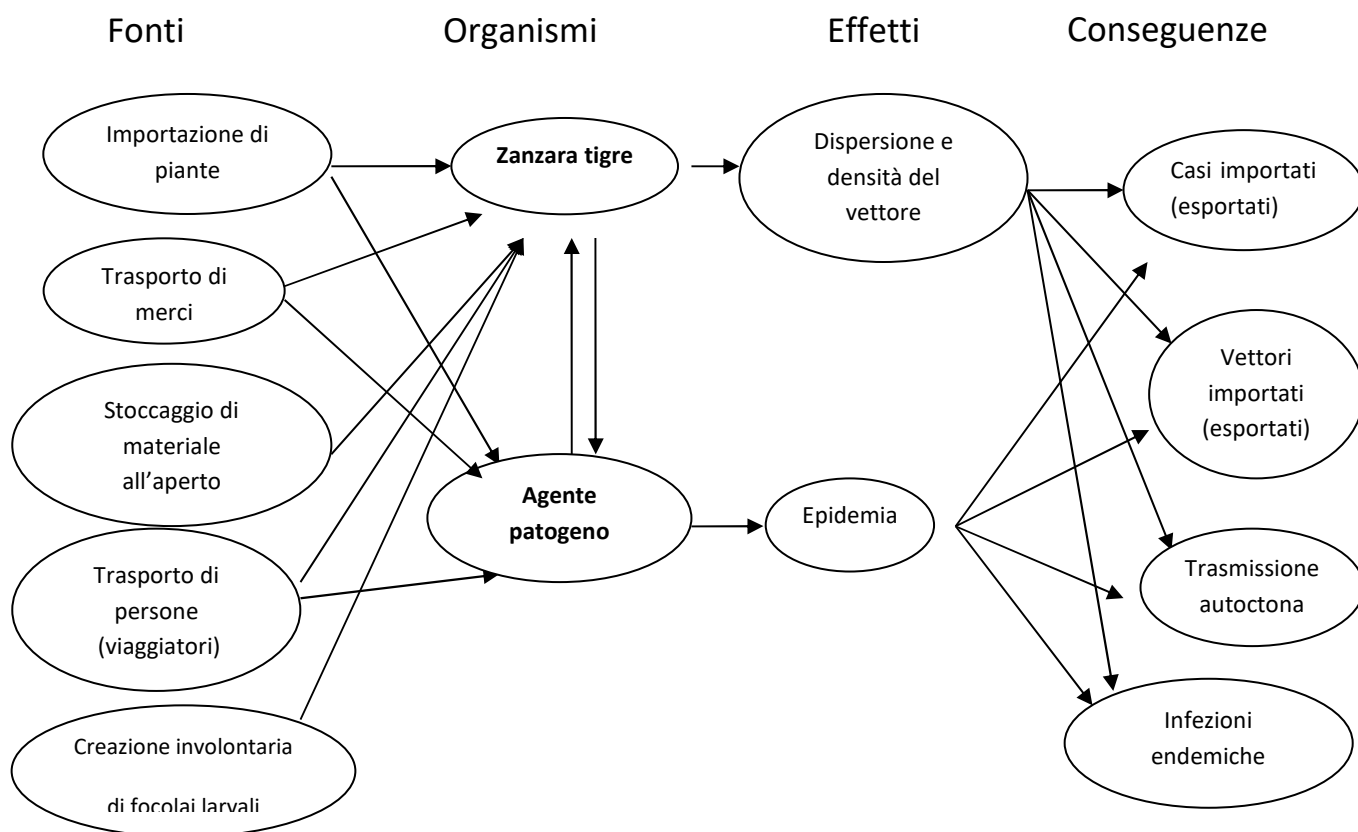 Fonti
Organismi
Effetti
Conseguenze
Importazione di
piante
Trasporto di
merci
Stoccaggio di
materiale
all'aperto
Trasporto di
persone
(viaggiatori)
Creazione involontaria
di focolai larvali
Zanzara tigre
Agente
patogeno
Dispersione e
densità del
vettore
Epidemia
Casi importati
(esportati)
Vettori
importati
(esportati)
Trasmissione
autoctona
Infezioni
endemiche